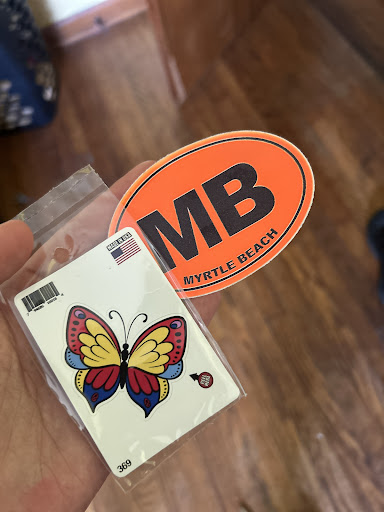 MB
MYRTLE BEACH
MADE IN USA
369